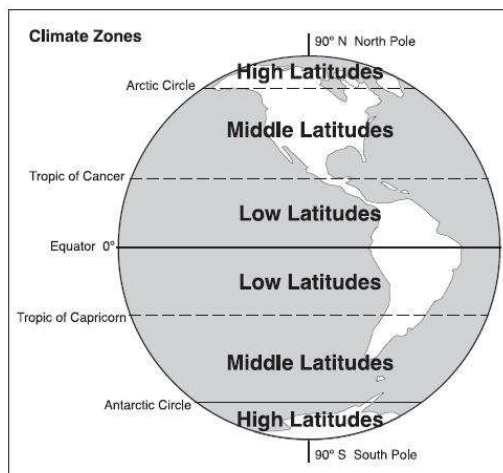 Climate Zones
90° N North Pole
High Latitudes
Arctic Circle
Middle Latitudes
Tropic of Cancer
Low Latitudes
Equator 0°
Low Latitudes
Tropic of Capricorn
Middle Latitudes
Antarctic Circle
High Latitudes
90° S South Pole